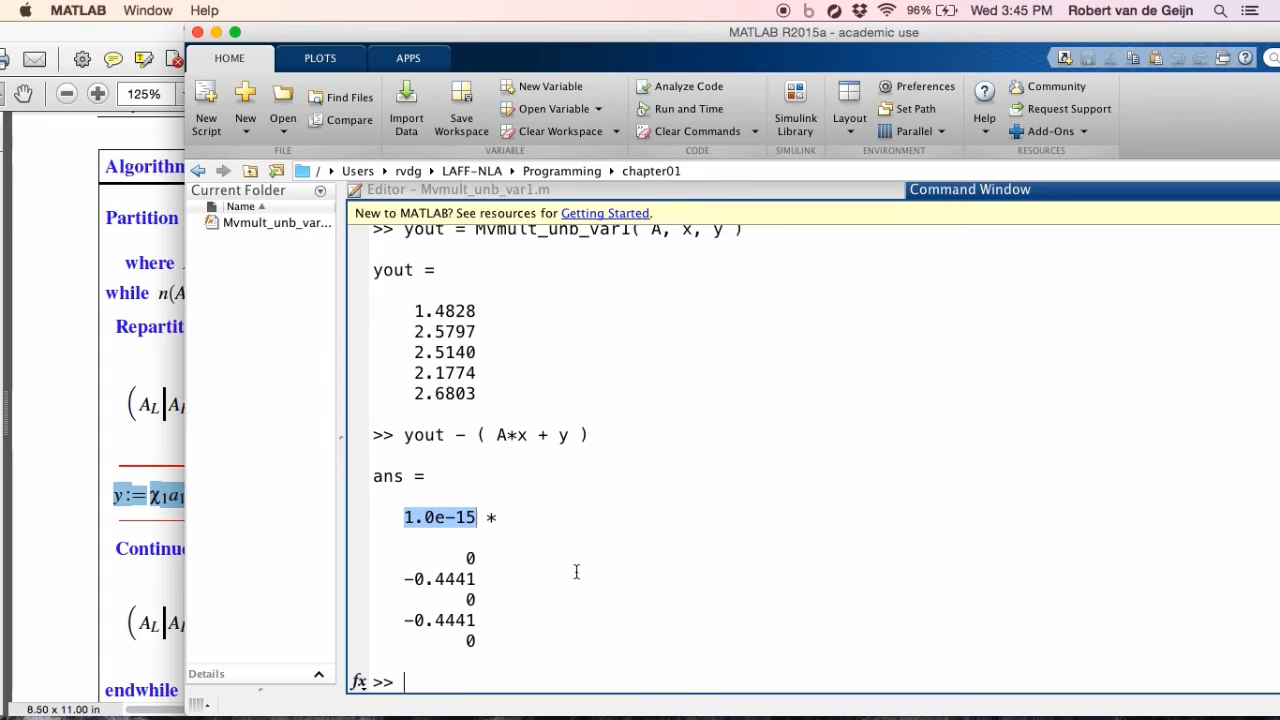 MATLAB Window Help 96% Wed 3:45 PM Robert van de Geijn
MATLAB R2015a - academic use
HOME PLOTS APPS
125%
New Script
New
Open
Find Files
Compare
Import Data
Save Workspace
New Variable
Open Variable
Clear Workspace
Analyze Code
Run and Time
Clear Commands
Simulink Library
Layout
Preferences
Set Path
Parallel
Help
Community
Request Support
Add-Ons
FILE VARIABLE CODE SIMULINK ENVIRONMENT RESOURCES
/ Users rvdg LAFF-NLA Programming chapter01
Current Folder
Name
Mvmult_unb_var...
Details
Editor - Mvmult_unb_var1.m
Command Window
New to MATLAB? See resources for Getting Started.
>> yout = Mvmult_unb_var1( A, x, y )
yout =
1.4828
2.5797
2.5140
2.1774
2.6803
>> yout - ( A*x + y )
ans =
1.0e-15 *
0
-0.4441
0
-0.4441
0
fx >>
Algorithm
Partition
where
while n(A
Repartit
(A_L|A
y := χ₁a₁
Continue
(A_L|A
endwhile
8.50 x 11.00 in